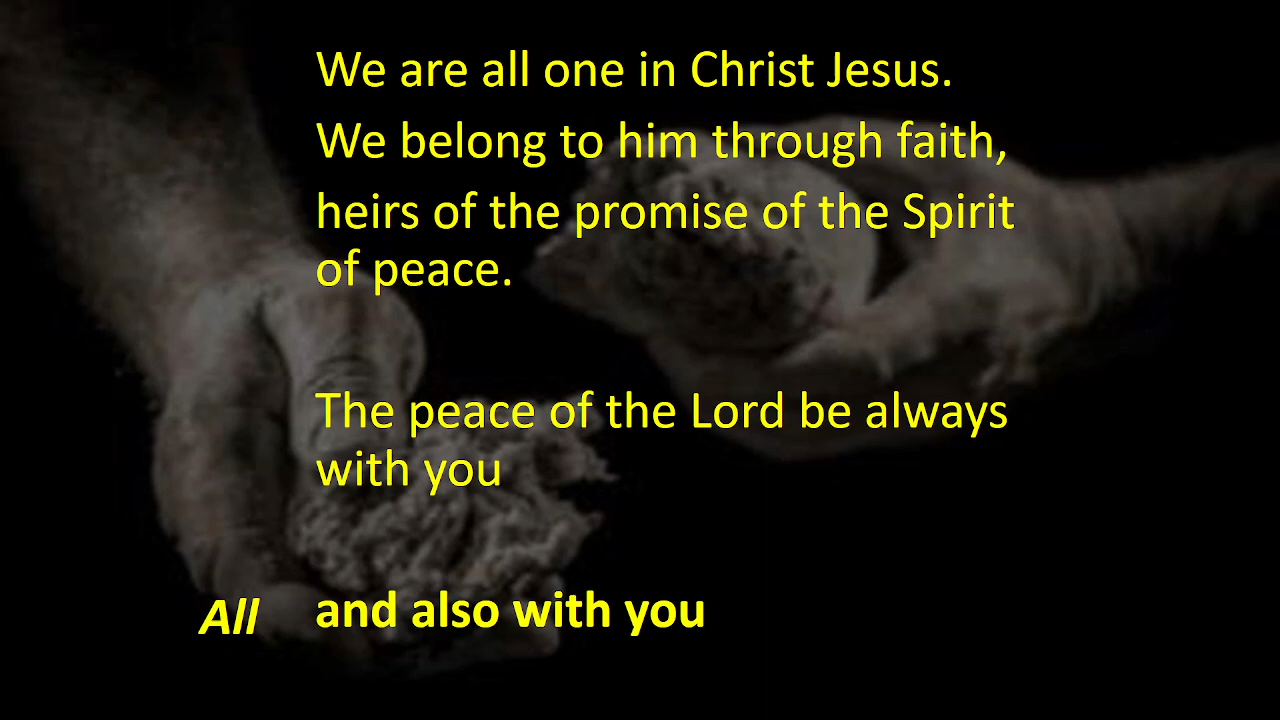 We are all one in Christ Jesus.
We belong to him through faith,
heirs of the promise of the Spirit
of peace.
The peace of the Lord be always
with you
All and also with you